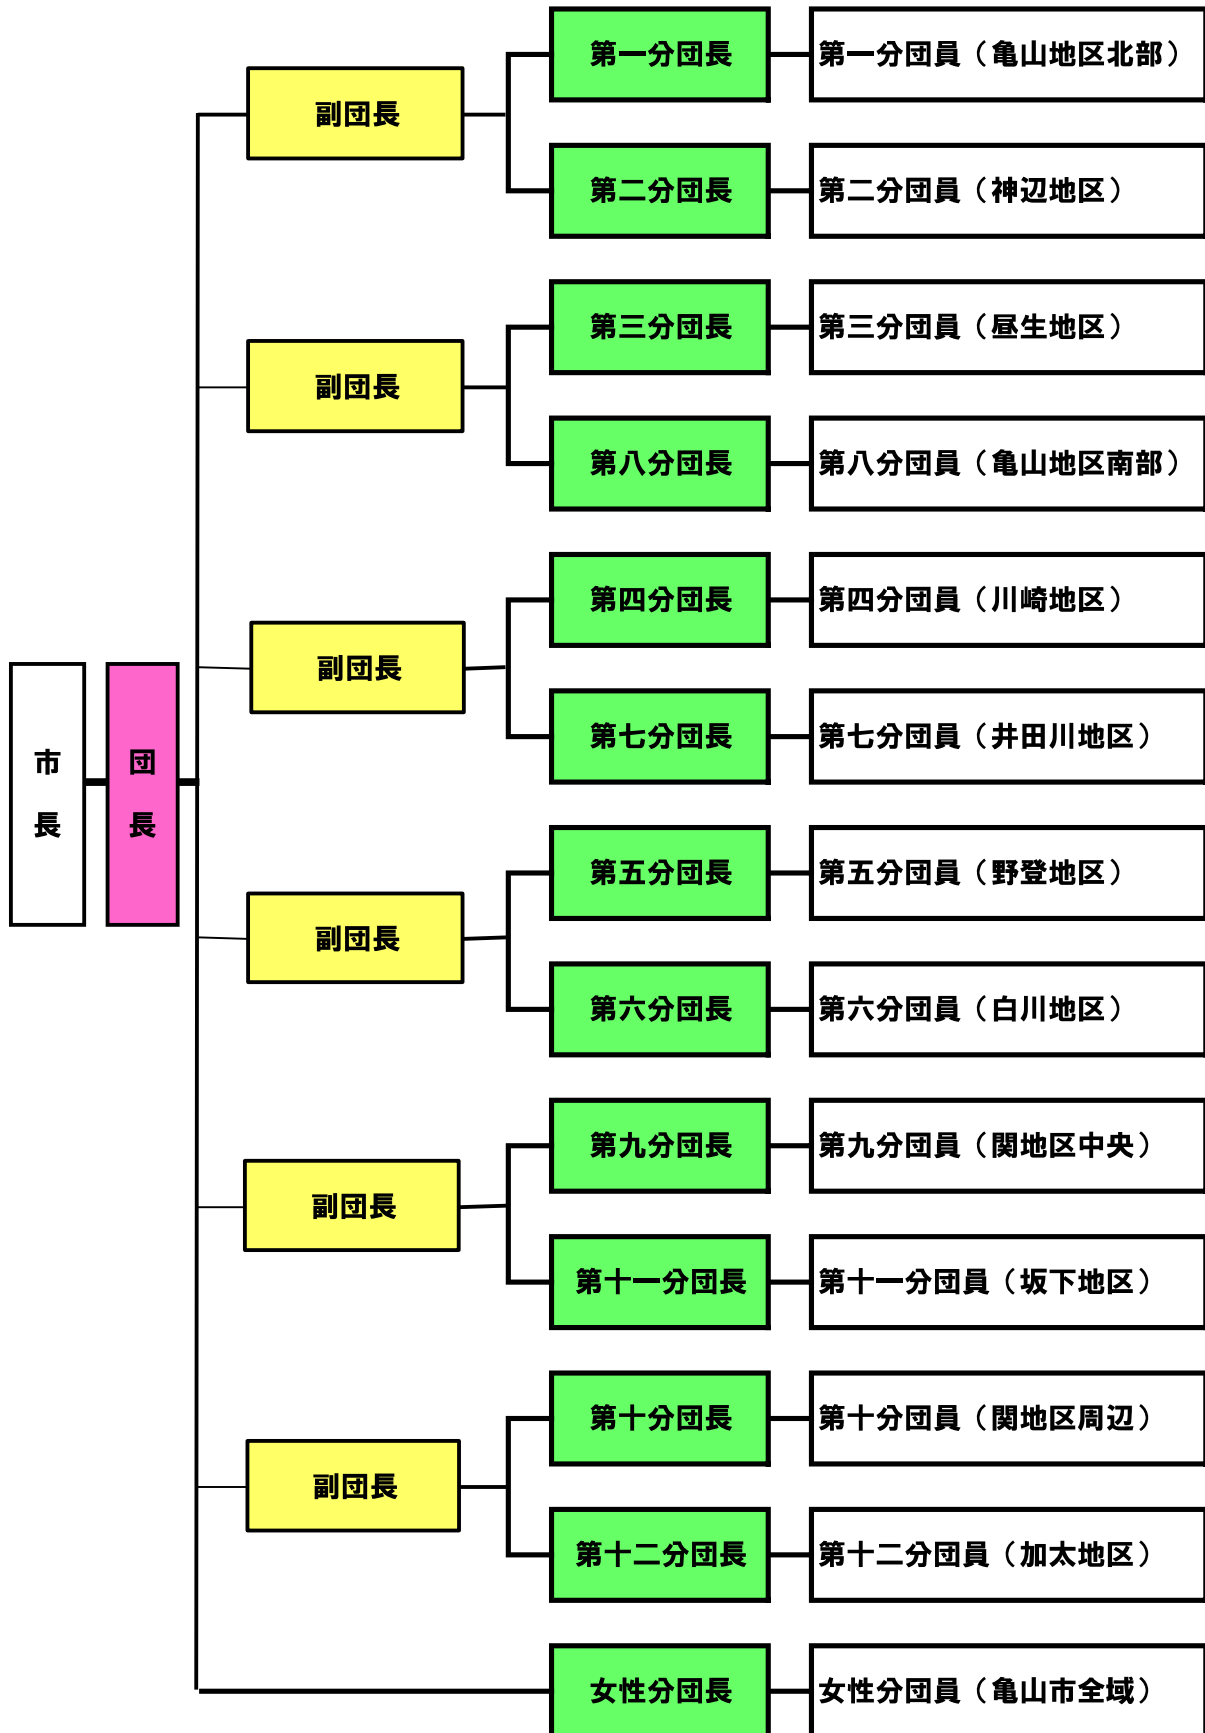 市長
団長
副団長
第一分団長
第一分団員（亀山地区北部）
第二分団長
第二分団員（神辺地区）
副団長
第三分団長
第三分団員（昼生地区）
第八分団長
第八分団員（亀山地区南部）
副団長
第四分団長
第四分団員（川崎地区）
第七分団長
第七分団員（井田川地区）
副団長
第五分団長
第五分団員（野登地区）
第六分団長
第六分団員（白川地区）
副団長
第九分団長
第九分団員（関地区中央）
第十一分団長
第十一分団員（坂下地区）
副団長
第十分団長
第十分団員（関地区周辺）
第十二分団長
第十二分団員（加太地区）
女性分団長
女性分団員（亀山市全域）